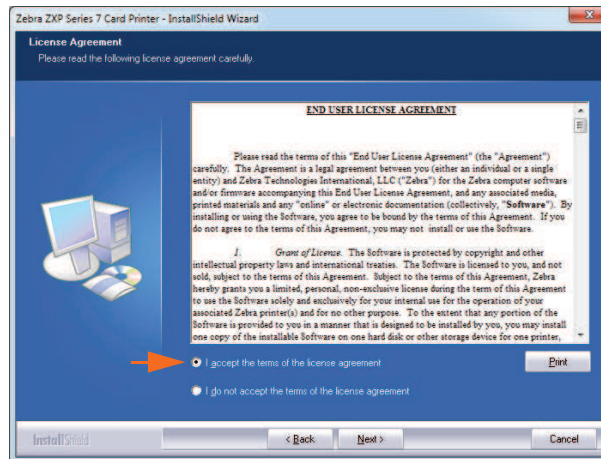 Zebra ZXP Series 7 Card Printer - InstallShield Wizard
License Agreement
Please read the following license agreement carefully.
END USER LICENSE AGREEMENT
Please read the terms of this "End User License Agreement" (the "Agreement")
carefully. The Agreement is a legal agreement between you (either an individual or a single
entity) and Zebra Technologies International, LLC ("Zebra") for the Zebra computer software
and/or firmware accompanying this End User Agreement, and any associated media,
printed materials and any "online" or electronic documentation (collectively, "Software"). By
installing or using the Software, you agree to be bound by the terms of this Agreement. If you
do not agree to the terms of this Agreement, you may not install or use the Software.
1. Grant of License. The Software is protected by copyright and other
intellectual property laws and international treaties. The Software is licensed to you, and not
sold, subject to the terms of this Agreement. Subject to the terms of this Agreement, Zebra
hereby grants you a limited, personal, non-exclusive license during the term of this Agreement
to use the Software solely and exclusively for your internal use for the operation of your
associated Zebra printer(s) and for no other purpose. To the extent that any portion of the
Software is provided to you in a manner that is designed to be installed by you, you may install
one copy of the installable Software on one hard disk or other storage device for one printer,
I accept the terms of the license agreement
Print
I do not accept the terms of the license agreement
InstallShield
< Back
Next >
Cancel